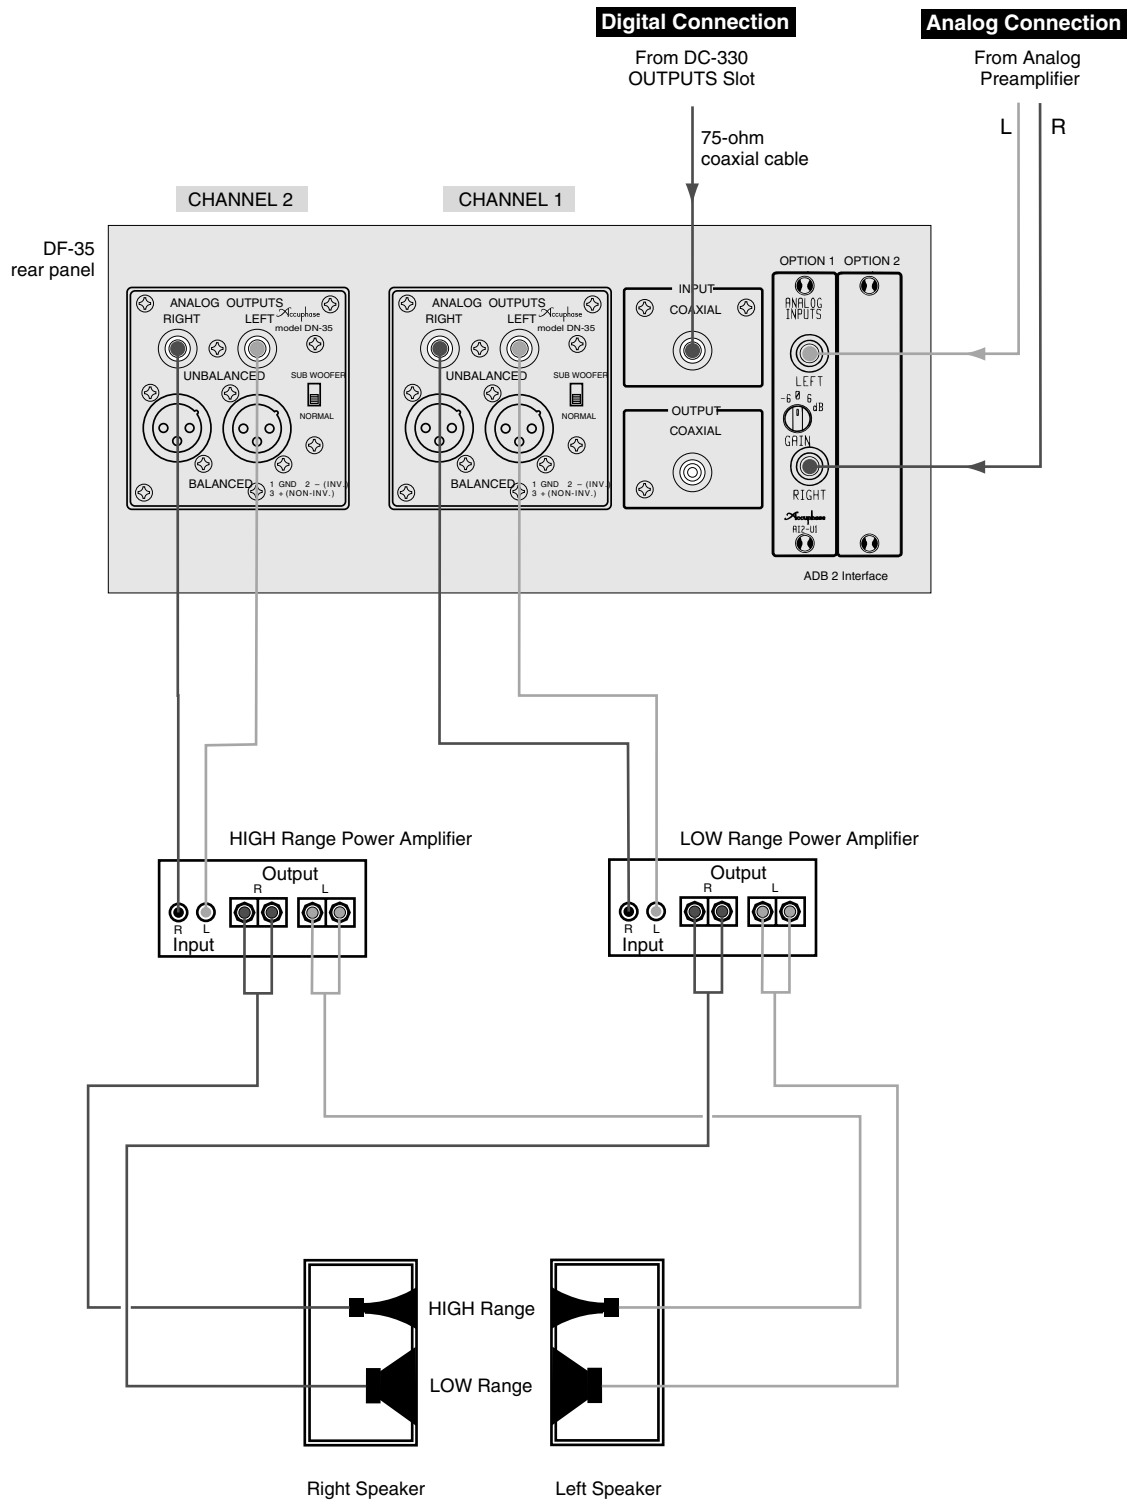 Digital Connection
Analog Connection
From DC-330
OUTPUTS Slot
From Analog
Preamplifier
L
R
75-ohm
coaxial cable
CHANNEL 2
CHANNEL 1
DF-35
rear panel
ANALOG OUTPUTS
Accuphase
RIGHT
LEFT
model DN-35
UNBALANCED
SUB WOOFER
NORMAL
BALANCED
1 GND 2 – (INV.)
3 + (NON-INV.)
ANALOG OUTPUTS
Accuphase
RIGHT
LEFT
model DN-35
UNBALANCED
SUB WOOFER
NORMAL
BALANCED
1 GND 2 – (INV.)
3 + (NON-INV.)
INPUT
COAXIAL
OUTPUT
COAXIAL
OPTION 1
OPTION 2
ANALOG
INPUTS
LEFT
-6 0 6
dB
GAIN
RIGHT
Accuphase
AI2-U1
ADB 2 Interface
HIGH Range Power Amplifier
Output
R
L
R
L
Input
LOW Range Power Amplifier
Output
R
L
R
L
Input
HIGH Range
LOW Range
Right Speaker
Left Speaker